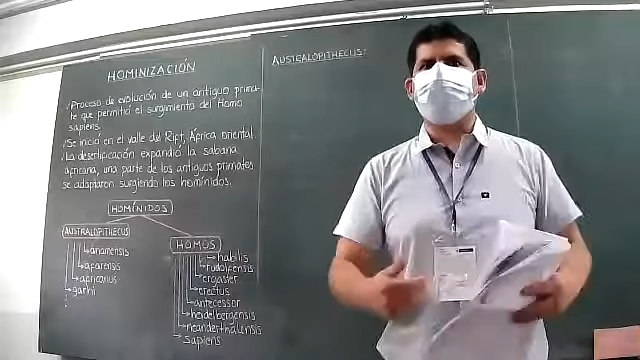 HOMINIZACIÓN
Proceso de evolución de un antiguo prima-
te que permitió el surgimiento del Homo
sapiens.
Se inició en el valle del Rift, África oriental.
La desertificación expandió la sabana
africana, una parte de los antiguos primates
se adaptaron surgiendo los homínidos.
HOMÍNIDOS
AUSTRALOPITHECUS
anamensis
afarensis
africanus
garhi
HOMOS
habilis
rudolfensis
ergaster
erectus
antecessor
heidelbergensis
neanderthalensis
sapiens
AUSTRALOPITHECUS: